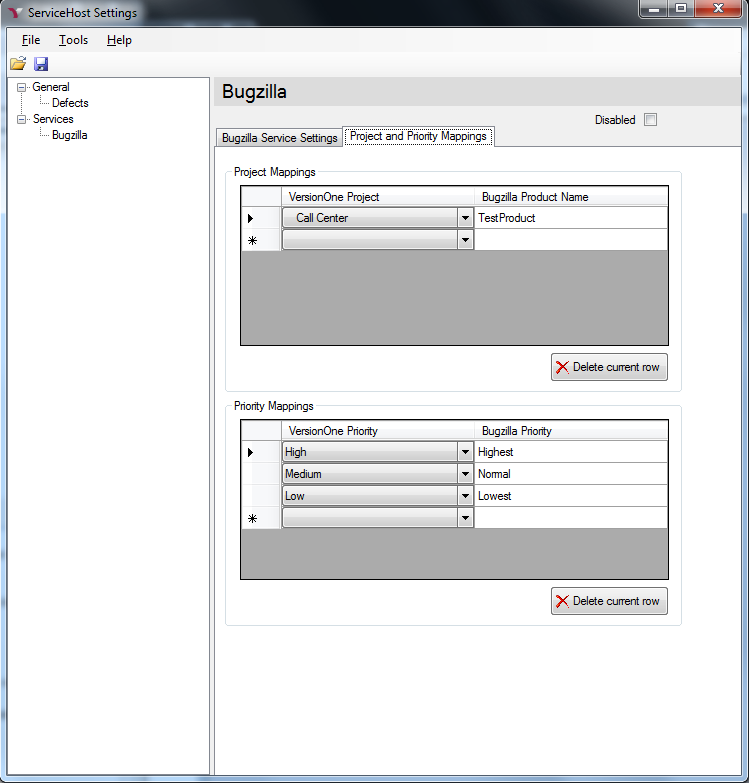 ServiceHost Settings
File Tools Help
General
Defects
Services
Bugzilla
Bugzilla
Disabled
Bugzilla Service Settings Project and Priority Mappings
Project Mappings
VersionOne Project Bugzilla Product Name
Call Center TestProduct
Delete current row
Priority Mappings
VersionOne Priority Bugzilla Priority
High Highest
Medium Normal
Low Lowest
Delete current row